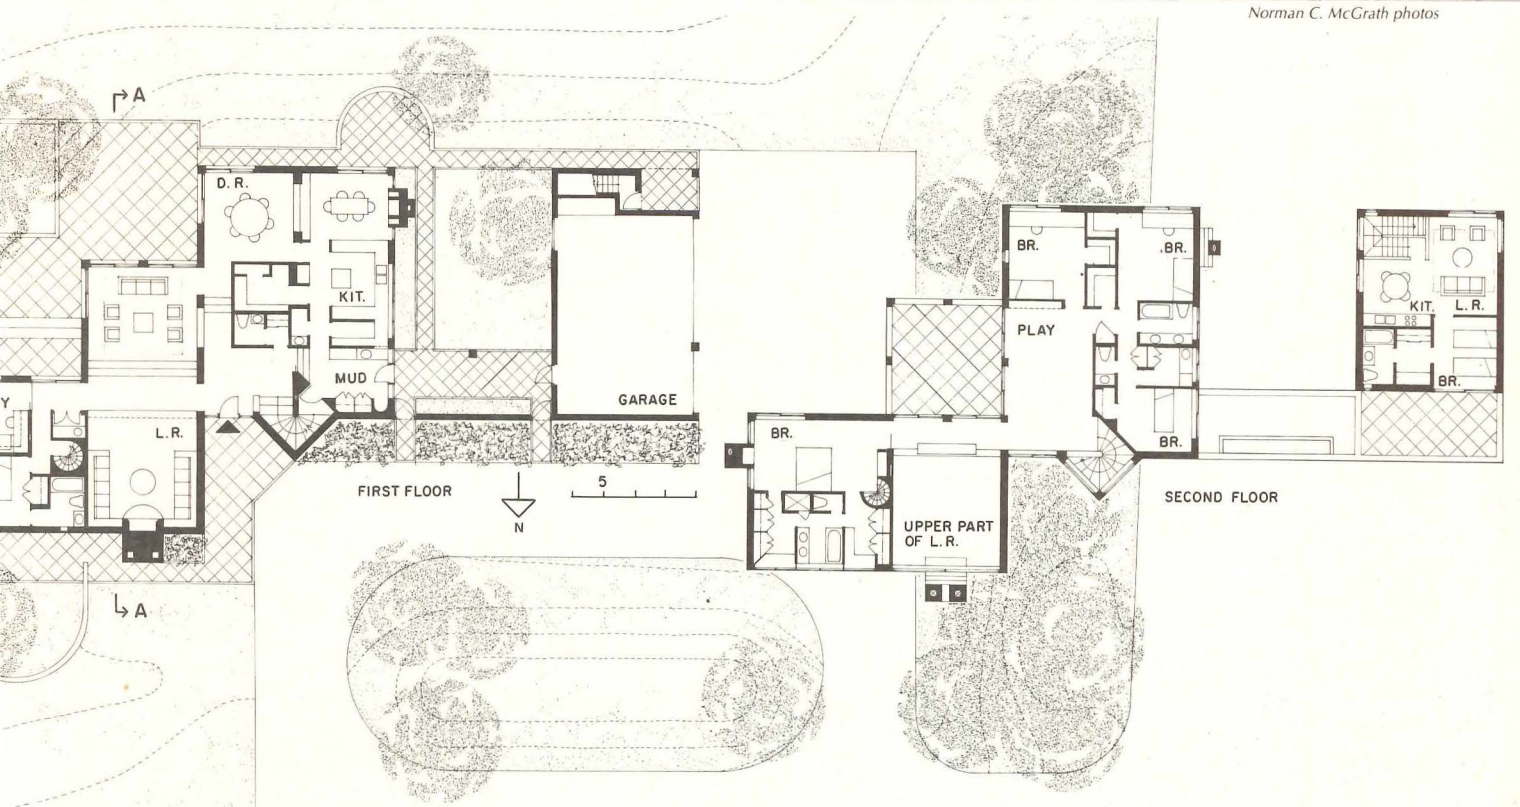 Norman C. McGrath photos
A
D. R.
KIT.
MUD
GARAGE
Y
L.R.
FIRST FLOOR
5
N
A
BR.
BR.
PLAY
BR.
BR.
UPPER PART
OF L.R.
SECOND FLOOR
KIT.
L.R.
BR.